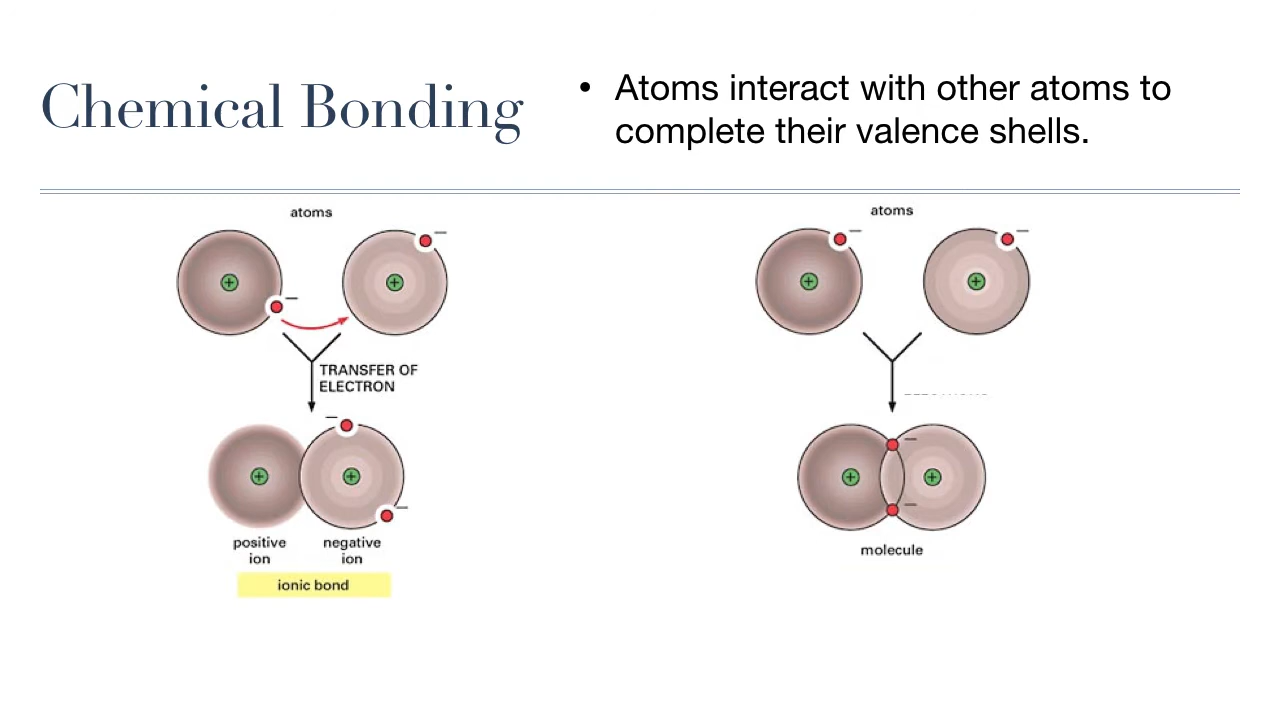 Chemical Bonding
• Atoms interact with other atoms to
complete their valence shells.
atoms
TRANSFER OF
ELECTRON
positive
ion
negative
ion
ionic bond
atoms
molecule